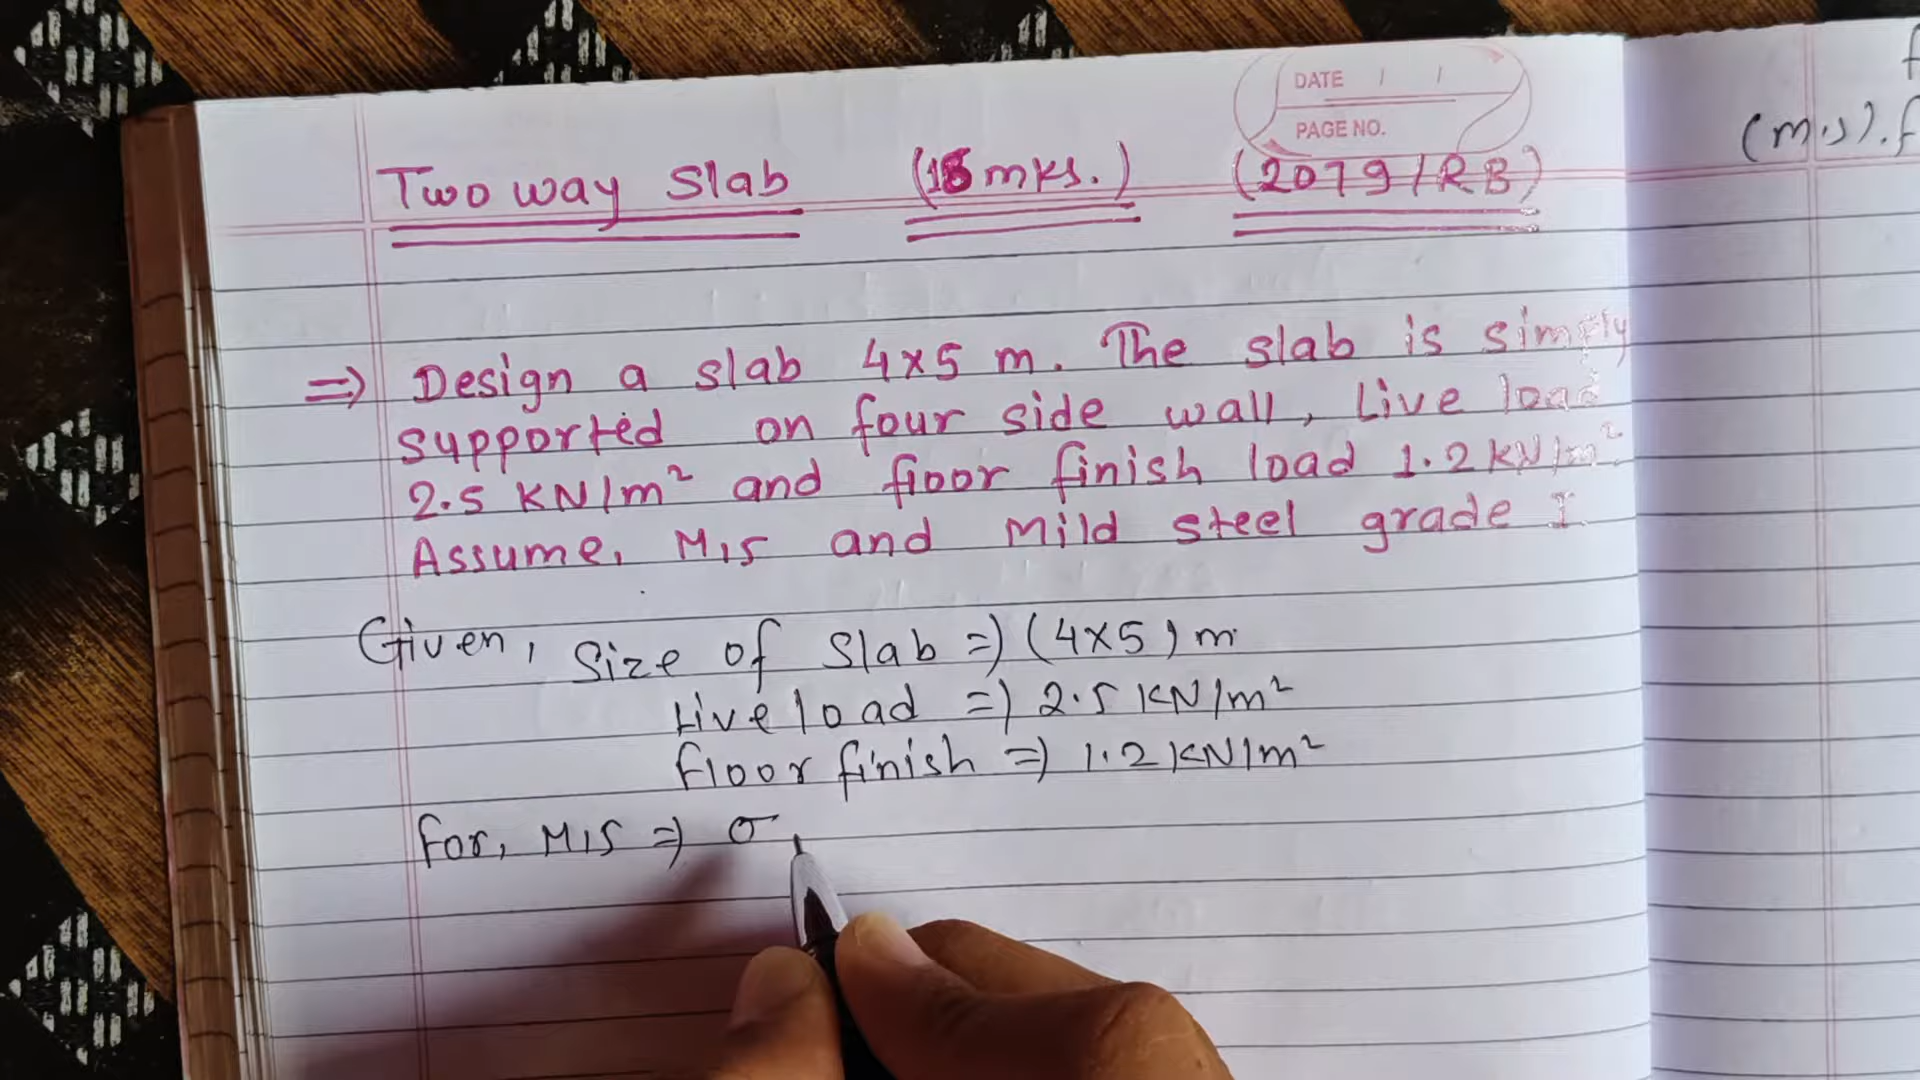 DATE / /
PAGE NO.
Two way Slab (15 mks.) (2079/RB)
⇒ Design a slab 4x5 m. The slab is simply
supported on four side wall, Live load
2.5 KN/m² and floor finish load 1.2 KN/m²
Assume, M15 and Mild steel grade I
Given, Size of Slab ⇒ (4x5) m
Live load ⇒ 2.5 KN/m²
floor finish ⇒ 1.2 KN/m²
for, M15 ⇒ σ